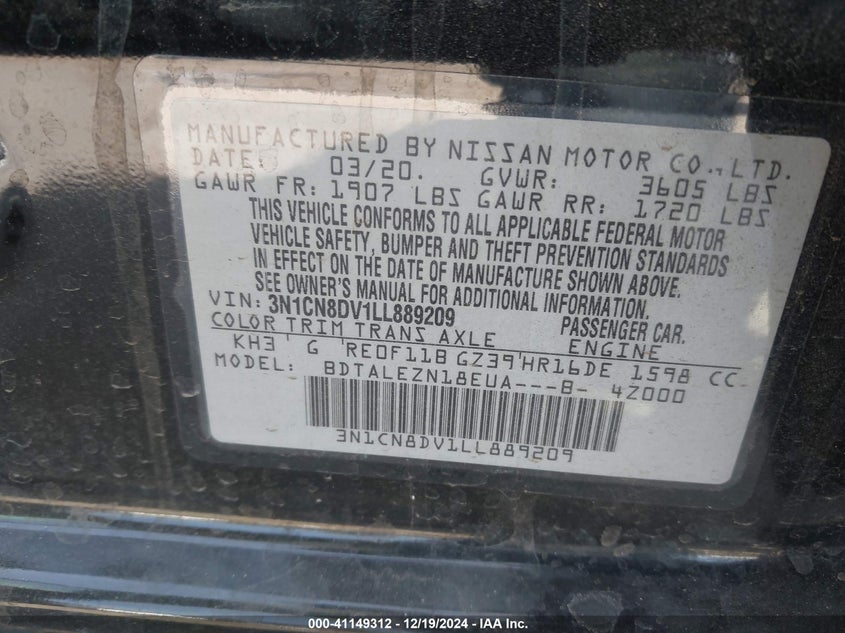 MANUFACTURED BY NISSAN MOTOR CO., LTD.
DATE: 03/20. GVWR: 3605 LBS
GAWR FR: 1907 LBS GAWR RR: 1720 LBS
THIS VEHICLE CONFORMS TO ALL APPLICABLE FEDERAL MOTOR
VEHICLE SAFETY, BUMPER AND THEFT PREVENTION STANDARDS
IN EFFECT ON THE DATE OF MANUFACTURE SHOWN ABOVE.
SEE OWNER'S MANUAL FOR ADDITIONAL INFORMATION.
VIN: 3N1CN8DV1LL889209 PASSENGER CAR.
COLOR TRIM TRANS AXLE ENGINE
KH3 G RE0F11B GZ39 HR16DE 1598 CC
MODEL: BDTALEZN18EUA---B- 4Z000
3N1CN8DV1LL889209
000-41149312 / 12/19/2024 - IAA Inc.